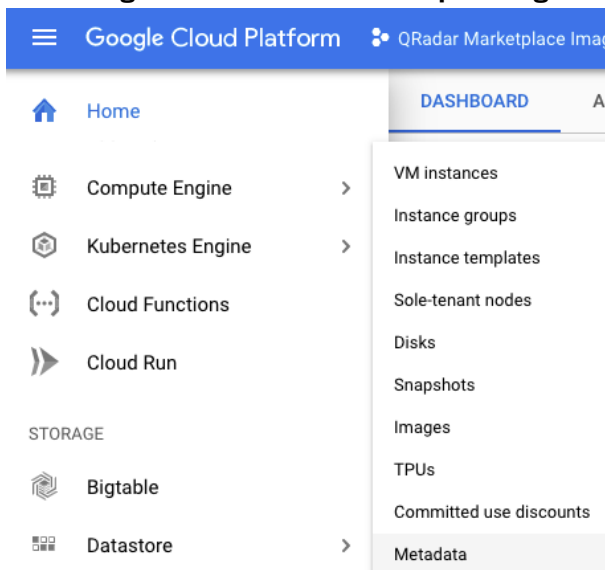 Google Cloud Platform QRadar Marketplace Imag
Home
DASHBOARD
A
Compute Engine
Kubernetes Engine
Cloud Functions
Cloud Run
STORAGE
Bigtable
Datastore
VM instances
Instance groups
Instance templates
Sole-tenant nodes
Disks
Snapshots
Images
TPUs
Committed use discounts
Metadata